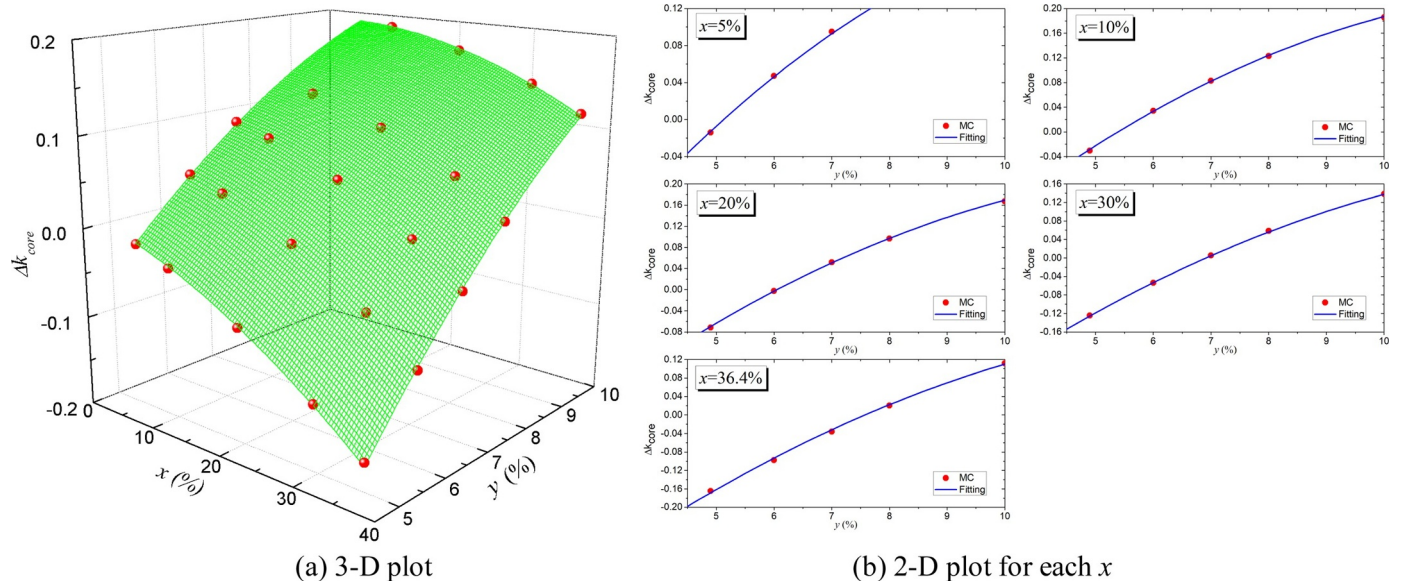 0.2
0.1
0.0
-0.1
-0.2
Δk_core
0
10
20
30
40
x (%)
5
6
7
8
9
10
y (%)
(a) 3-D plot
x=5%
0.12
0.08
0.04
0.00
-0.04
Δk_core
MC
Fitting
5 6 7 8 9 10
y (%)
x=10%
0.20
0.16
0.12
0.08
0.04
0.00
-0.04
Δk_core
MC
Fitting
5 6 7 8 9 10
y (%)
x=20%
0.20
0.16
0.12
0.08
0.04
0.00
-0.04
-0.08
Δk_core
MC
Fitting
5 6 7 8 9 10
y (%)
x=30%
0.16
0.12
0.08
0.04
0.00
-0.04
-0.08
-0.12
-0.16
Δk_core
MC
Fitting
5 6 7 8 9 10
y (%)
x=36.4%
0.12
0.08
0.04
0.00
-0.04
-0.08
-0.12
-0.16
-0.20
Δk_core
MC
Fitting
5 6 7 8 9 10
y (%)
(b) 2-D plot for each x